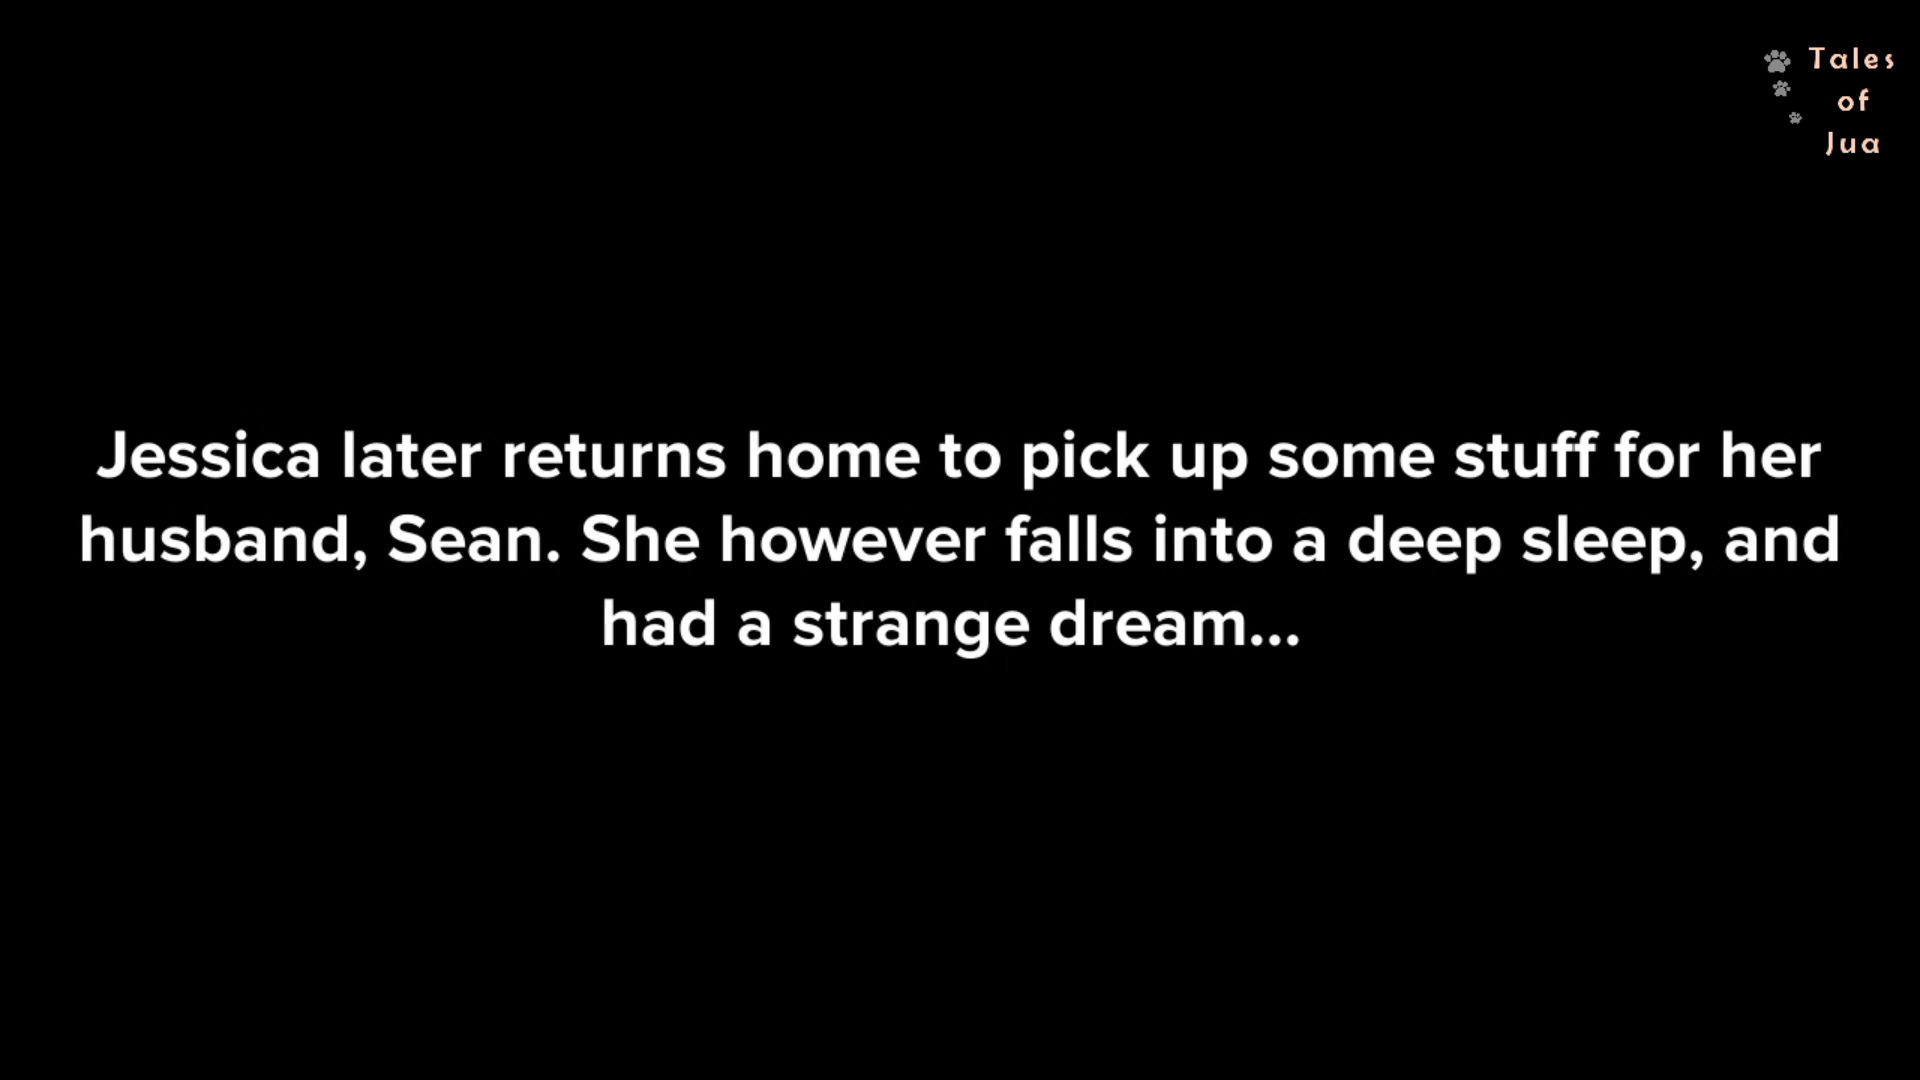 Tales
of
Jua
Jessica later returns home to pick up some stuff for her
husband, Sean. She however falls into a deep sleep, and
had a strange dream...